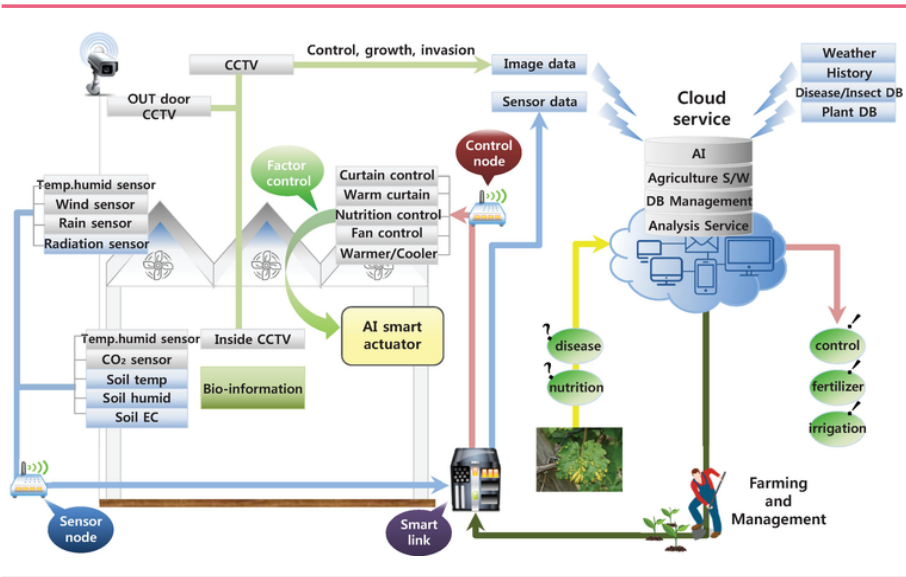 Control, growth, invasion
CCTV
Image data
OUT door
CCTV
Sensor data
Weather
History
Disease/Insect DB
Plant DB
Cloud
service
AI
Agriculture S/W
DB Management
Analysis Service
Control
node
Factor
control
Curtain control
Warm curtain
Nutrition control
Fan control
Warmer/Cooler
Temp.humid sensor
Wind sensor
Rain sensor
Radiation sensor
AI smart
actuator
Temp.humid sensor
CO₂ sensor
Soil temp
Soil humid
Soil EC
Inside CCTV
Bio-information
?
disease
?
nutrition
!
control
!
fertilizer
!
irrigation
Sensor
node
Smart
link
Farming
and
Management